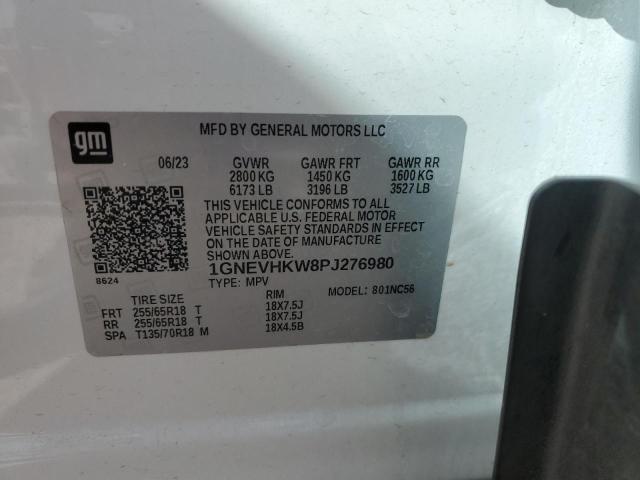 gm
MFD BY GENERAL MOTORS LLC
06/23 GVWR GAWR FRT GAWR RR
2800 KG 1450 KG 1600 KG
6173 LB 3196 LB 3527 LB
THIS VEHICLE CONFORMS TO ALL
APPLICABLE U.S. FEDERAL MOTOR
VEHICLE SAFETY STANDARDS IN EFFECT
ON THE DATE OF MANUFACTURE
SHOWN ABOVE.
1GNEVHKW8PJ276980
8624
TYPE: MPV MODEL: 801NC56
TIRE SIZE RIM
FRT 255/65R18 T 18X7.5J
RR 255/65R18 T 18X7.5J
SPA T135/70R18 M 18X4.5B